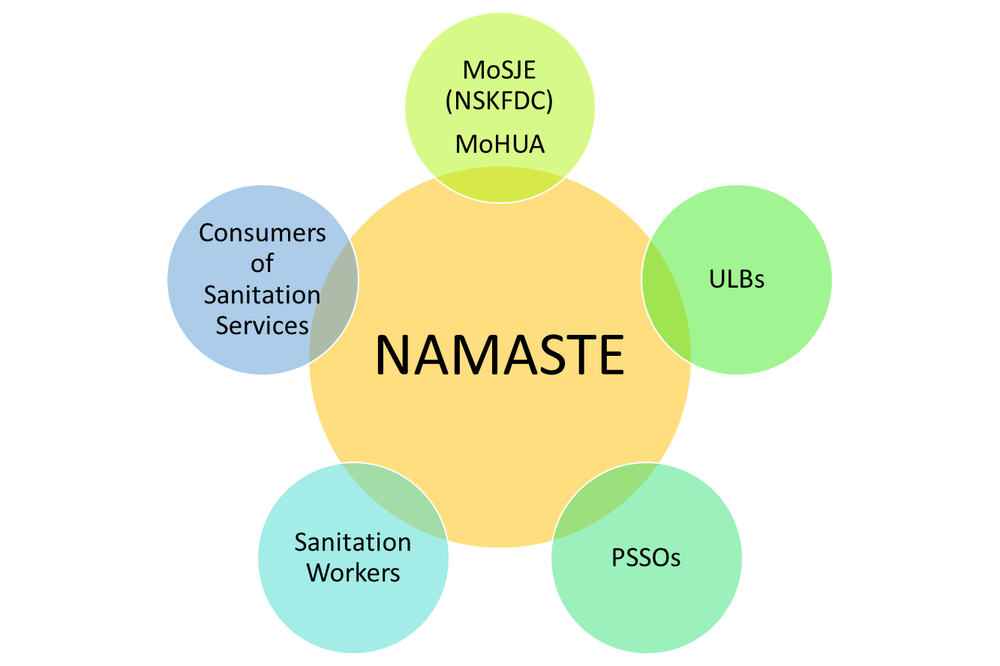 MoSJE
(NSKFDC)
MoHUA
ULBs
PSSOs
Sanitation
Workers
Consumers
of
Sanitation
Services
NAMASTE